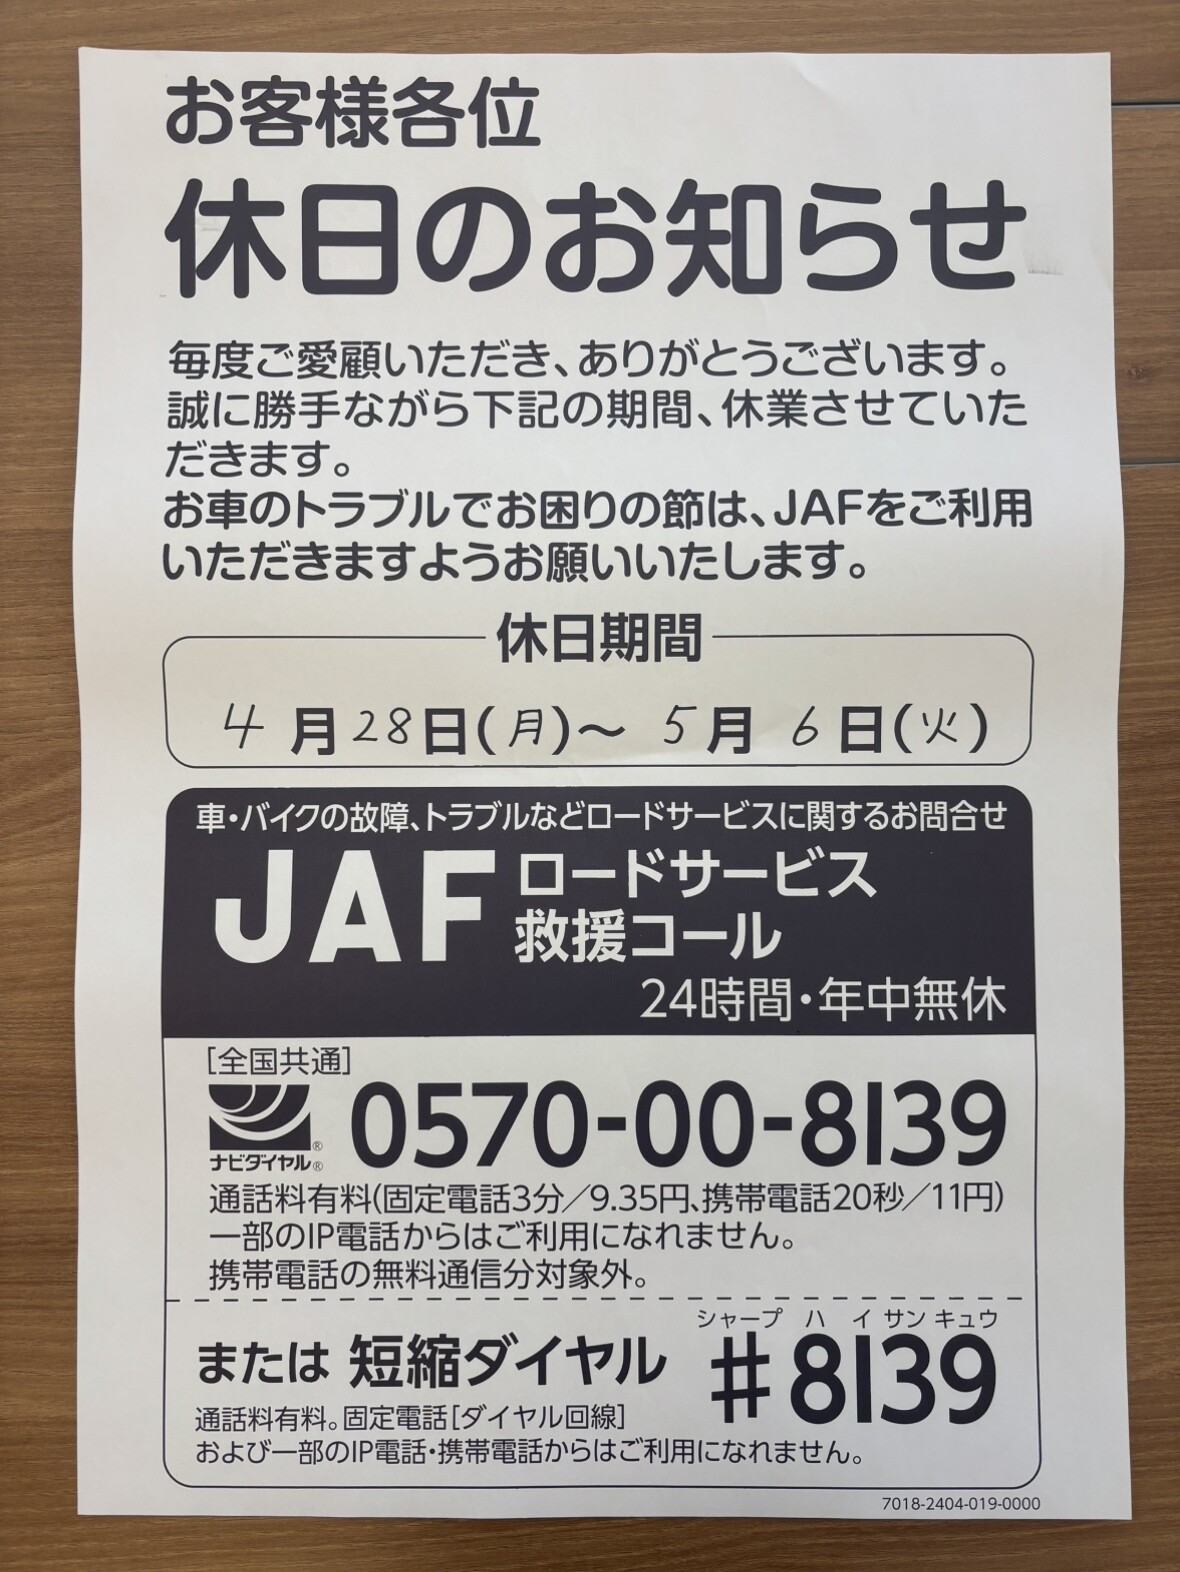 お客様各位
休日のお知らせ
毎度ご愛顧いただき、ありがとうございます。
誠に勝手ながら下記の期間、休業させていた
だきます。
お車のトラブルでお困りの節は、JAFをご利用
いただきますようお願いいたします。
休日期間
4月28日(月)～5月6日(火)
車・バイクの故障、トラブルなどロードサービスに関するお問合せ
JAF ロードサービス
救援コール
24時間・年中無休
[全国共通]
ナビダイヤル® 0570-00-8139
通話料有料(固定電話3分／9.35円、携帯電話20秒／11円)
一部のIP電話からはご利用になれません。
携帯電話の無料通信分対象外。
シャープ ハ イ サン キュウ
または 短縮ダイヤル #8139
通話料有料。固定電話[ダイヤル回線]
および一部のIP電話・携帯電話からはご利用になれません。
7018-2404-019-0000